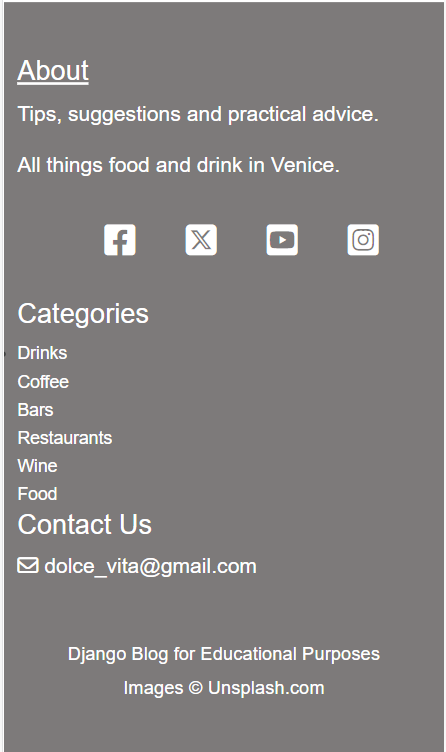 About
Tips, suggestions and practical advice.
All things food and drink in Venice.
Categories
Drinks
Coffee
Bars
Restaurants
Wine
Food
Contact Us
dolce_vita@gmail.com
Django Blog for Educational Purposes
Images © Unsplash.com